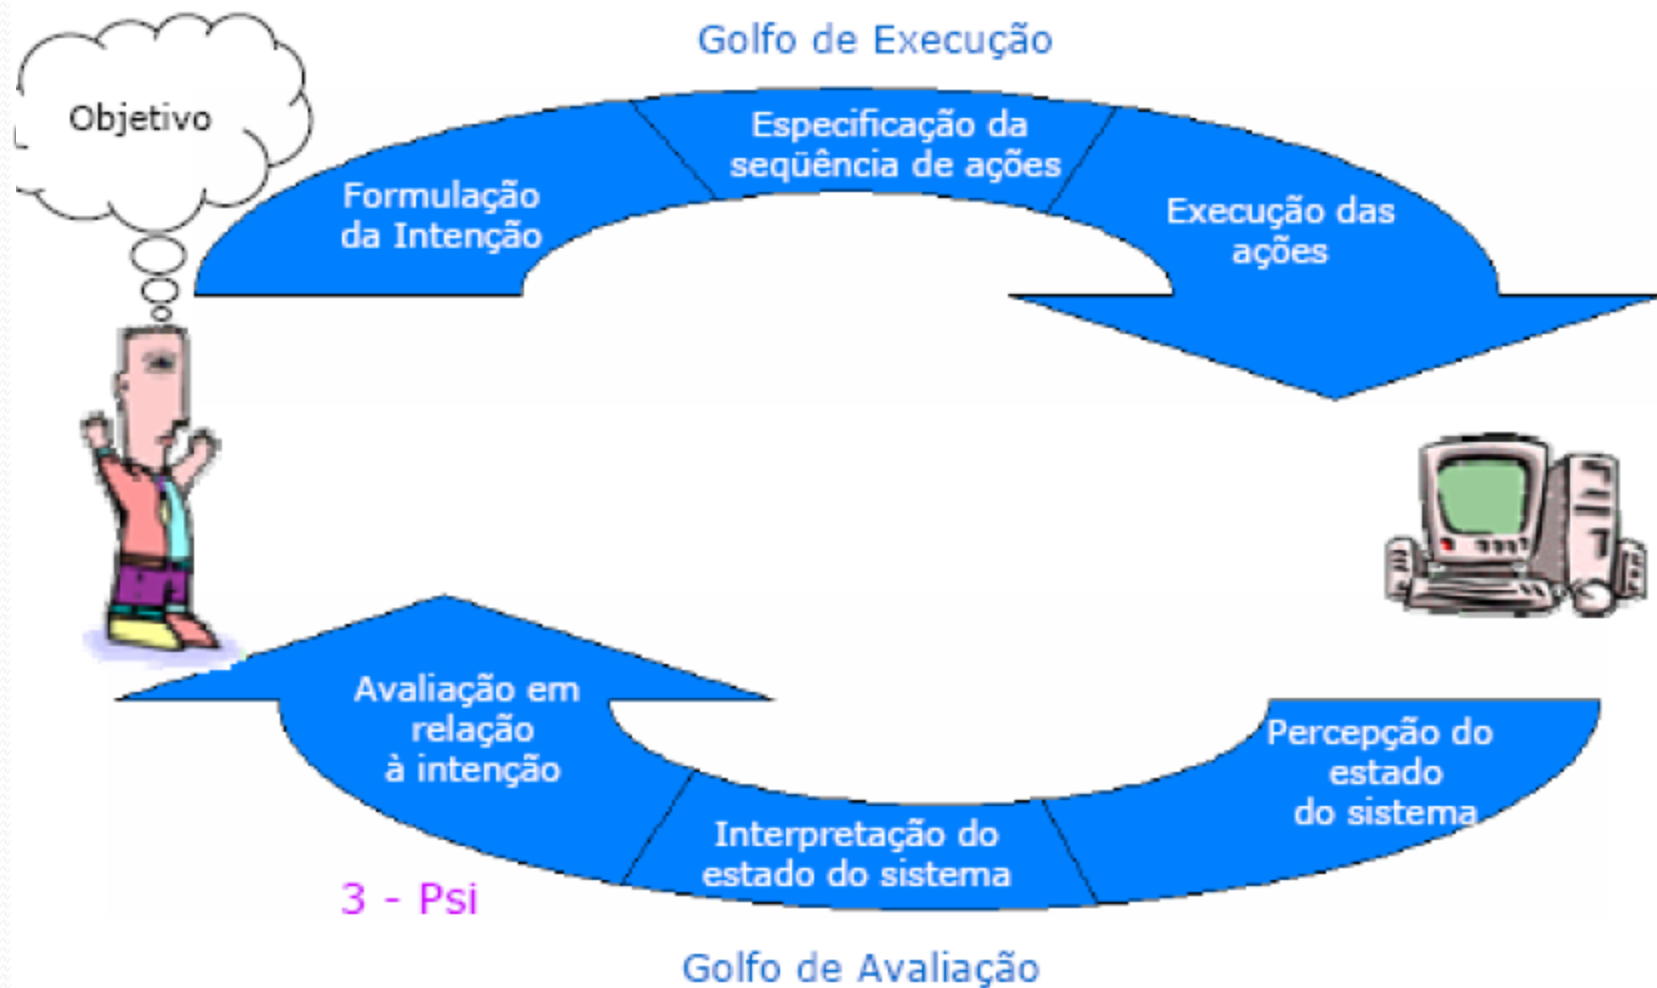 Golfo de Execução
Objetivo
Formulação
da Intenção
Especificação da
seqüência de ações
Execução das
ações
Percepção do
estado
do sistema
Interpretação do
estado do sistema
Avaliação em
relação
à intenção
3 - Psi
Golfo de Avaliação